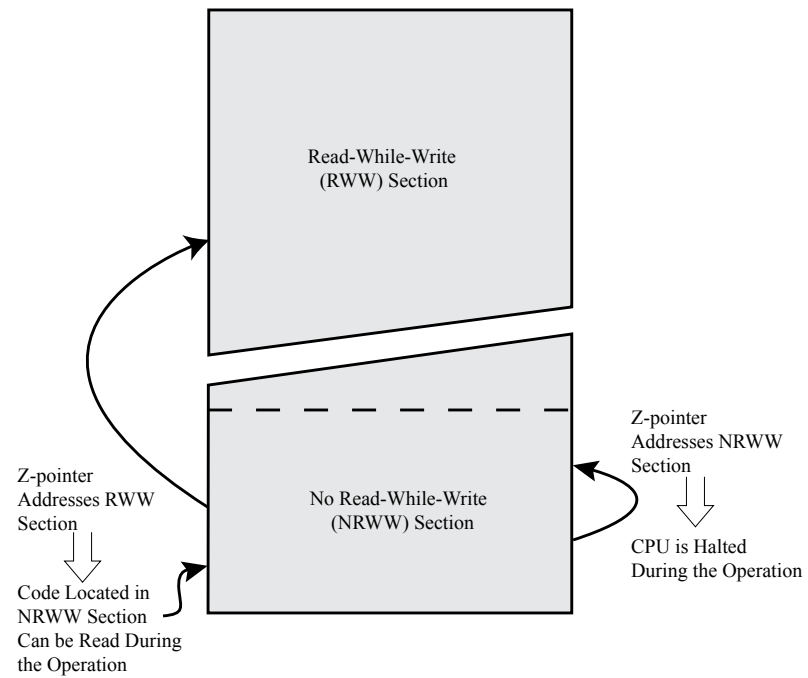 Read-While-Write
(RWW) Section
Z-pointer
Addresses NRWW
Section
Z-pointer
Addresses RWW
Section
No Read-While-Write
(NRWW) Section
CPU is Halted
During the Operation
Code Located in
NRWW Section
Can be Read During
the Operation